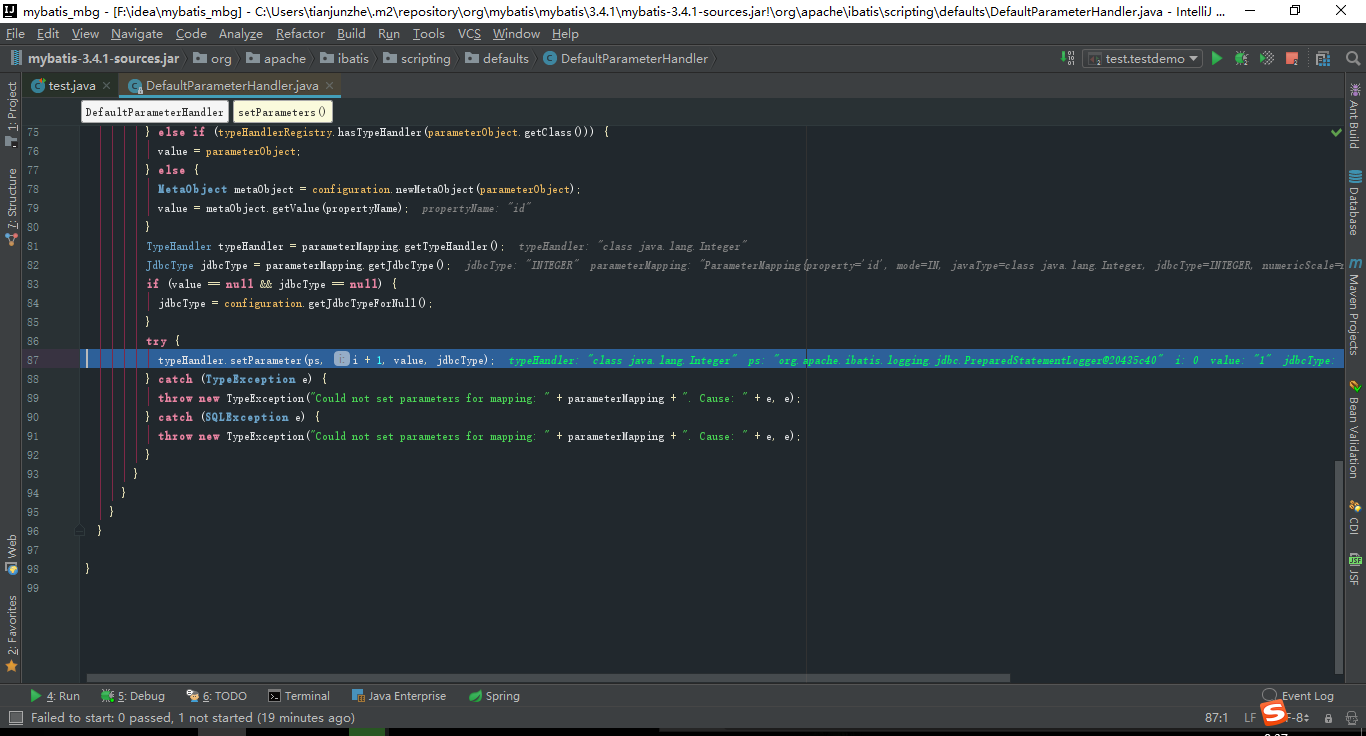 mybatis_mbg - [F:\idea\mybatis_mbg] - C:\Users\tianjunzhe\.m2\repository\org\mybatis\mybatis\3.4.1\mybatis-3.4.1-sources.jar!\org\apache\ibatis\scripting\defaults\DefaultParameterHandler.java - IntelliJ ...
File Edit View Navigate Code Analyze Refactor Build Run Tools VCS Window Help
mybatis-3.4.1-sources.jar org apache ibatis scripting defaults DefaultParameterHandler test.testdemo
test.java DefaultParameterHandler.java
DefaultParameterHandler setParameters()
75 } else if (typeHandlerRegistry.hasTypeHandler(parameterObject.getClass())) {
76 value = parameterObject;
77 } else {
78 MetaObject metaObject = configuration.newMetaObject(parameterObject);
79 value = metaObject.getValue(propertyName); propertyName: "id"
80 }
81 TypeHandler typeHandler = parameterMapping.getTypeHandler(); typeHandler: "class java.lang.Integer"
82 JdbcType jdbcType = parameterMapping.getJdbcType(); jdbcType: "INTEGER" parameterMapping: "ParameterMapping{property='id', mode=IN, javaType=class java.lang.Integer, jdbcType=INTEGER, numericScale=
83 if (value == null && jdbcType == null) {
84 jdbcType = configuration.getJdbcTypeForNull();
85 }
86 try {
87 typeHandler.setParameter(ps, i: i + 1, value, jdbcType); typeHandler: "class java.lang.Integer" ps: "org.apache.ibatis.logging.jdbc.PreparedStatementLogger@20435c40" i: 0 value: "1" jdbcType:
88 } catch (TypeException e) {
89 throw new TypeException("Could not set parameters for mapping: " + parameterMapping + ". Cause: " + e, e);
90 } catch (SQLException e) {
91 throw new TypeException("Could not set parameters for mapping: " + parameterMapping + ". Cause: " + e, e);
92 }
93 }
94 }
95 }
96 }
97
98 }
99
1: Project
7: Structure
Web
2: Favorites
Ant Build
Database
Maven Projects
Bean Validation
CDI
JSF
4: Run 5: Debug 6: TODO Terminal Java Enterprise Spring Event Log
Failed to start: 0 passed, 1 not started (19 minutes ago) 87:1 LF F-8